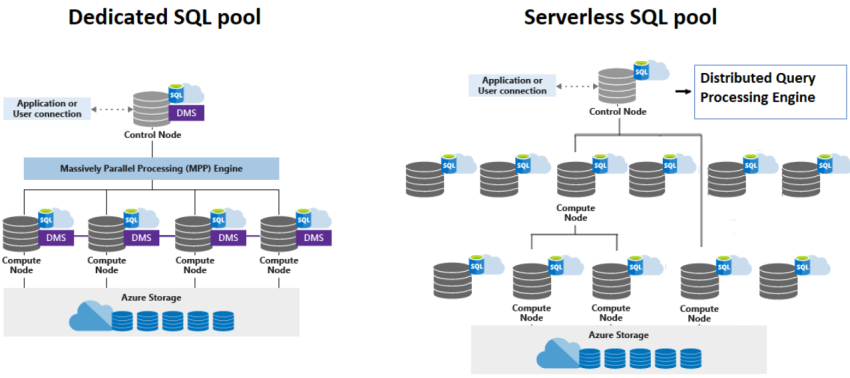 Dedicated SQL pool
SQL
Application or
User connection
DMS
Control Node
Massively Parallel Processing (MPP) Engine
SQL
SQL
SQL
SQL
DMS
DMS
DMS
DMS
Compute
Node
Compute
Node
Compute
Node
Compute
Node
Azure Storage
Serverless SQL pool
SQL
Application or
User connection
Distributed Query
Processing Engine
Control Node
SQL
SQL
SQL
SQL
SQL
SQL
Compute
Node
SQL
SQL
SQL
SQL
SQL
Compute
Node
Compute
Node
Compute
Node
Azure Storage